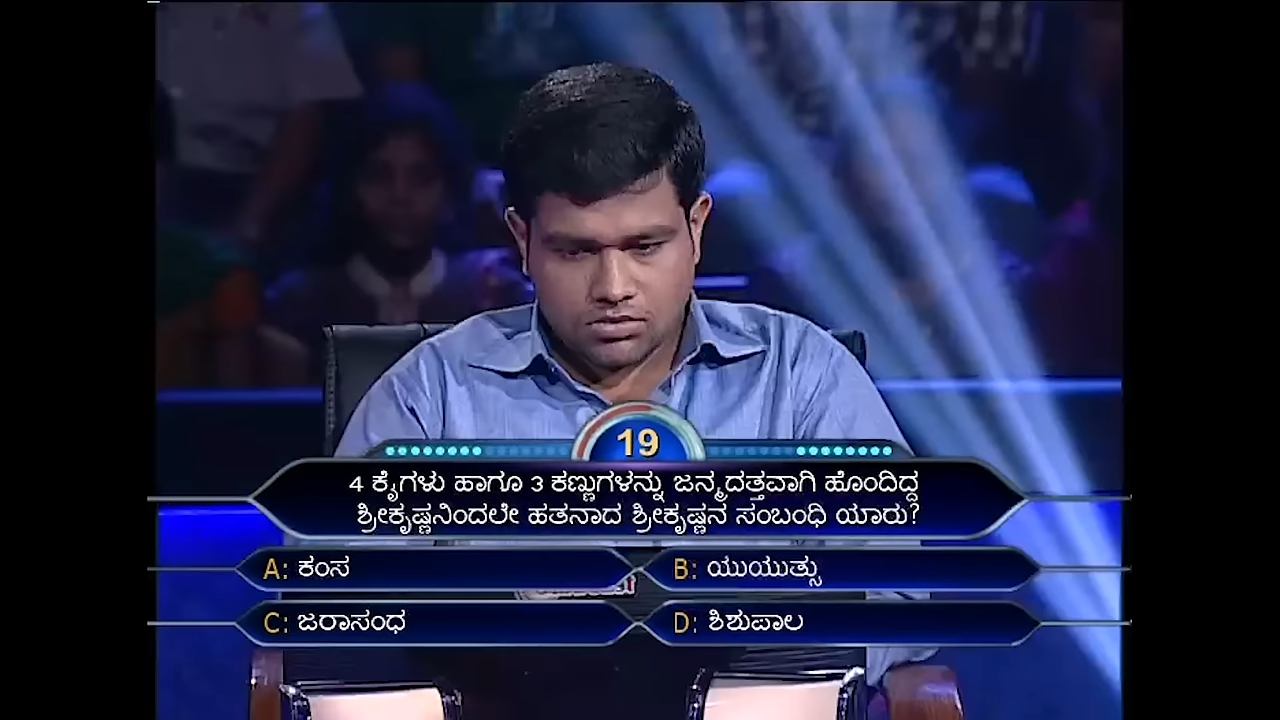 19
4 ಕೈಗಳು ಹಾಗೂ 3 ಕಣ್ಣುಗಳನ್ನು ಜನ್ಮದತ್ತವಾಗಿ ಹೊಂದಿದ್ದ
ಶ್ರೀಕೃಷ್ಣನಿಂದಲೇ ಹತನಾದ ಶ್ರೀಕೃಷ್ಣನ ಸಂಬಂಧಿ ಯಾರು?
A: ಕಂಸ
B: ಯುಯುತ್ಸು
C: ಜರಾಸಂಧ
D: ಶಿಶುಪಾಲ